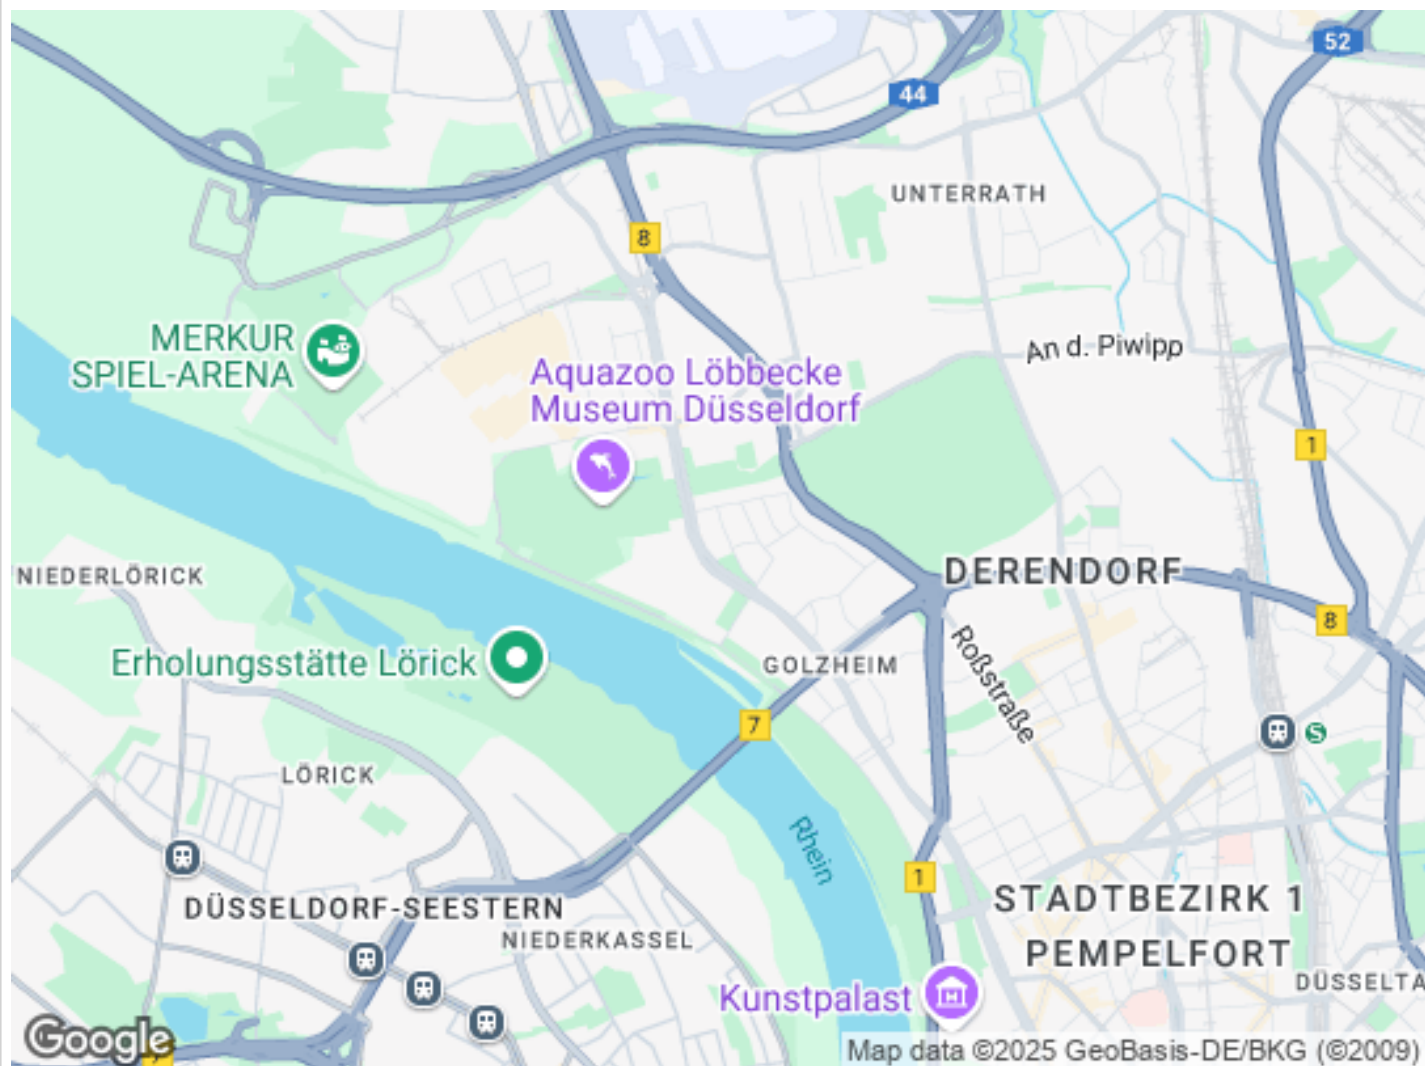 52
44
UNTERRATH
8
MERKUR
SPIEL-ARENA
An d. Piwipp
Aquazoo Löbbecke
Museum Düsseldorf
1
NIEDERLÖRICK
DERENDORF
8
Erholungsstätte Lörick
GOLZHEIM
Roßstraße
7
S
LÖRICK
Rhein
1
DÜSSELDORF-SEESTERN
STADTBEZIRK 1
NIEDERKASSEL
PEMPELFORT
DÜSSELTA
Kunstpalast
Google
7
Map data ©2025 GeoBasis-DE/BKG (©2009)